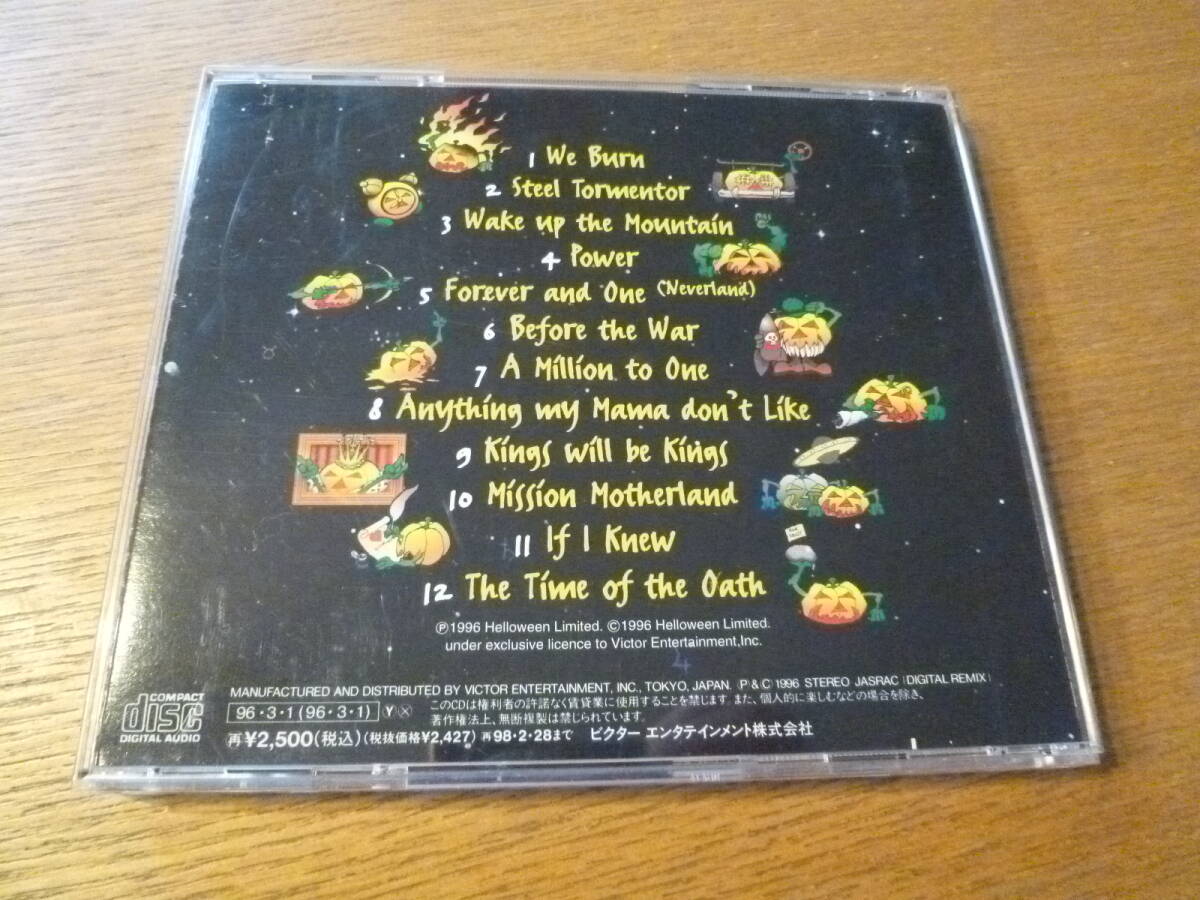 1 We Burn
2 Steel Tormentor
3 Wake up the Mountain
4 Power
5 Forever and One (Neverland)
6 Before the War
7 A Million to One
8 Anything my Mama don't Like
9 Kings will be Kings
10 Mission Motherland
11 If I Knew
12 The Time of the Oath
℗1996 Helloween Limited. ©1996 Helloween Limited.
under exclusive licence to Victor Entertainment,Inc.
COMPACT
disc
DIGITAL AUDIO
MANUFACTURED AND DISTRIBUTED BY VICTOR ENTERTAINMENT, INC., TOKYO, JAPAN. (P & C) 1996 STEREO JASRAC (DIGITAL REMIX)
96・3・1 (96・3・1) Y X
このCDは権利者の許諾なく賃貸業に使用することを禁じます。また、個人的に楽しむなどの場合を除き、
著作権法上、無断複製は禁じられています。
再¥2,500(税込)(税抜価格¥2,427) 再98・2・28まで ビクター エンタテインメント株式会社